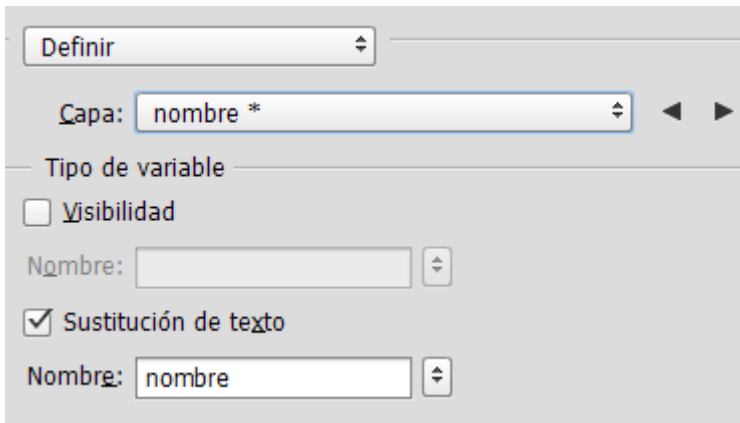 Definir
Capa: nombre *
Tipo de variable
Visibilidad
Nombre:
Sustitución de texto
Nombre: nombre